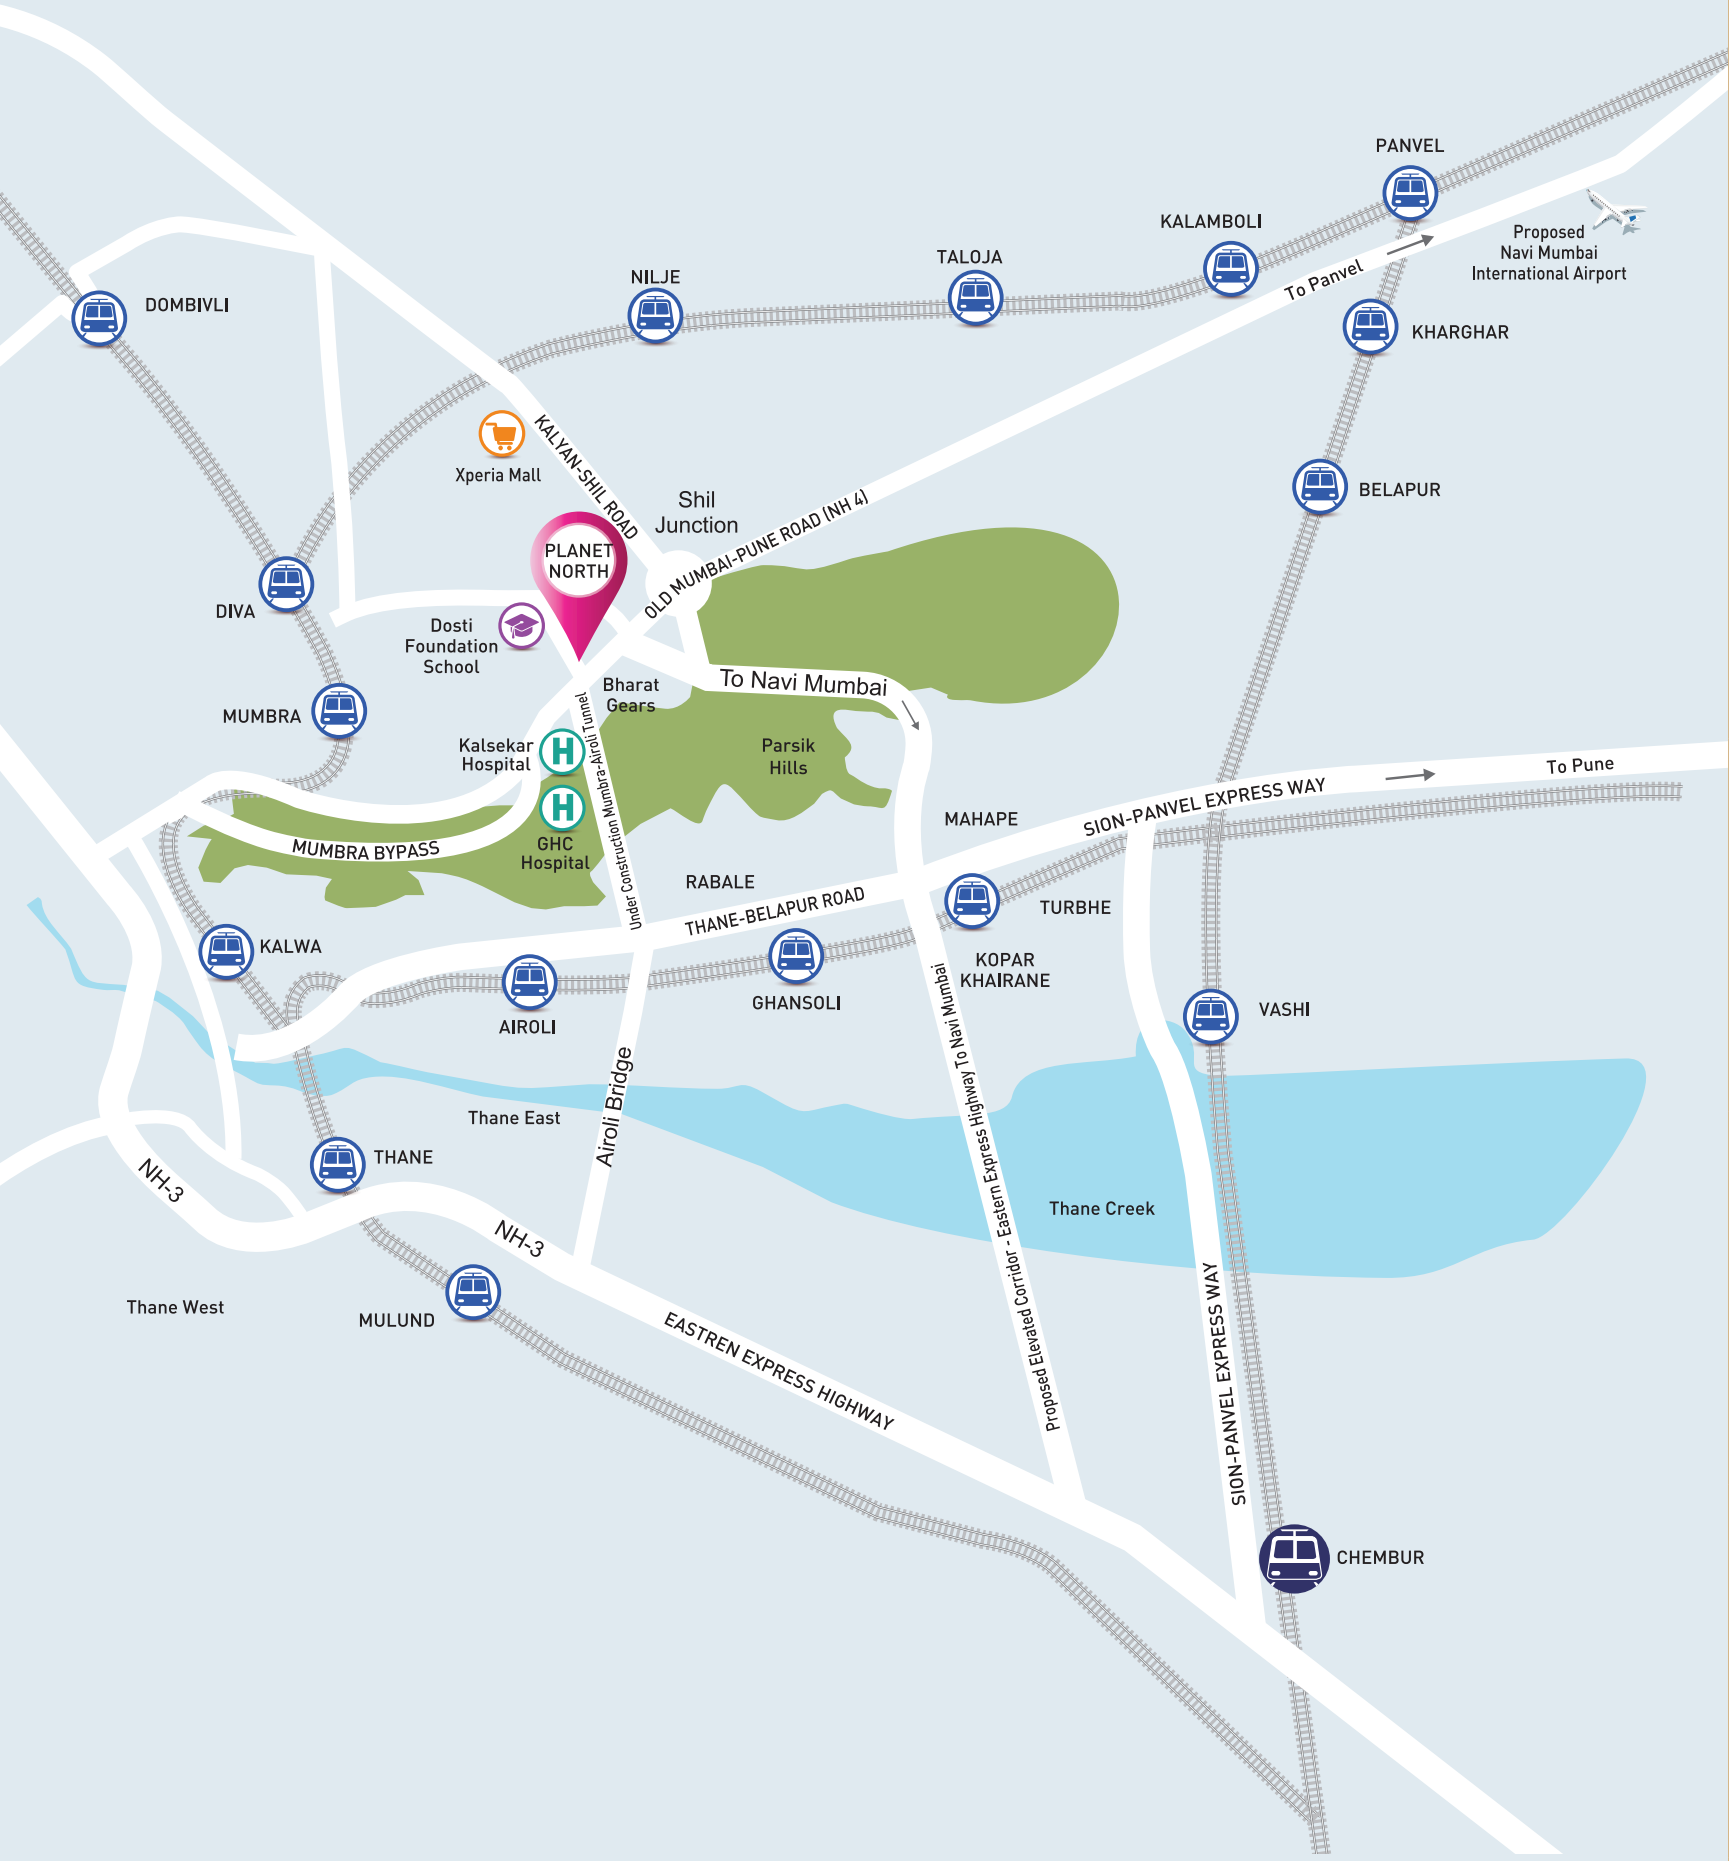 PANVEL
KALAMBOLI
Proposed
Navi Mumbai
International Airport
TALOJA
NILJE
To Panvel
DOMBIVLI
KHARGHAR
Xperia Mall
KALYAN-SHIL ROAD
BELAPUR
Shil
Junction
OLD MUMBAI-PUNE ROAD (NH 4)
PLANET
NORTH
DIVA
Dosti
Foundation
School
To Navi Mumbai
Bharat
Gears
MUMBRA
Kalsekar
Hospital
H
Under Construction Mumbra-Airoli Tunnel
Parsik
Hills
To Pune
SION-PANVEL EXPRESS WAY
H
GHC
Hospital
MUMBRA BYPASS
MAHAPE
RABALE
THANE-BELAPUR ROAD
TURBHE
KALWA
KOPAR
KHAIRANE
GHANSOLI
AIROLI
VASHI
Airoli Bridge
Thane East
THANE
NH-3
Proposed Elevated Corridor - Eastern Express Highway To Navi Mumbai
Thane Creek
NH-3
Thane West
MULUND
EASTREN EXPRESS HIGHWAY
SION-PANVEL EXPRESS WAY
CHEMBUR